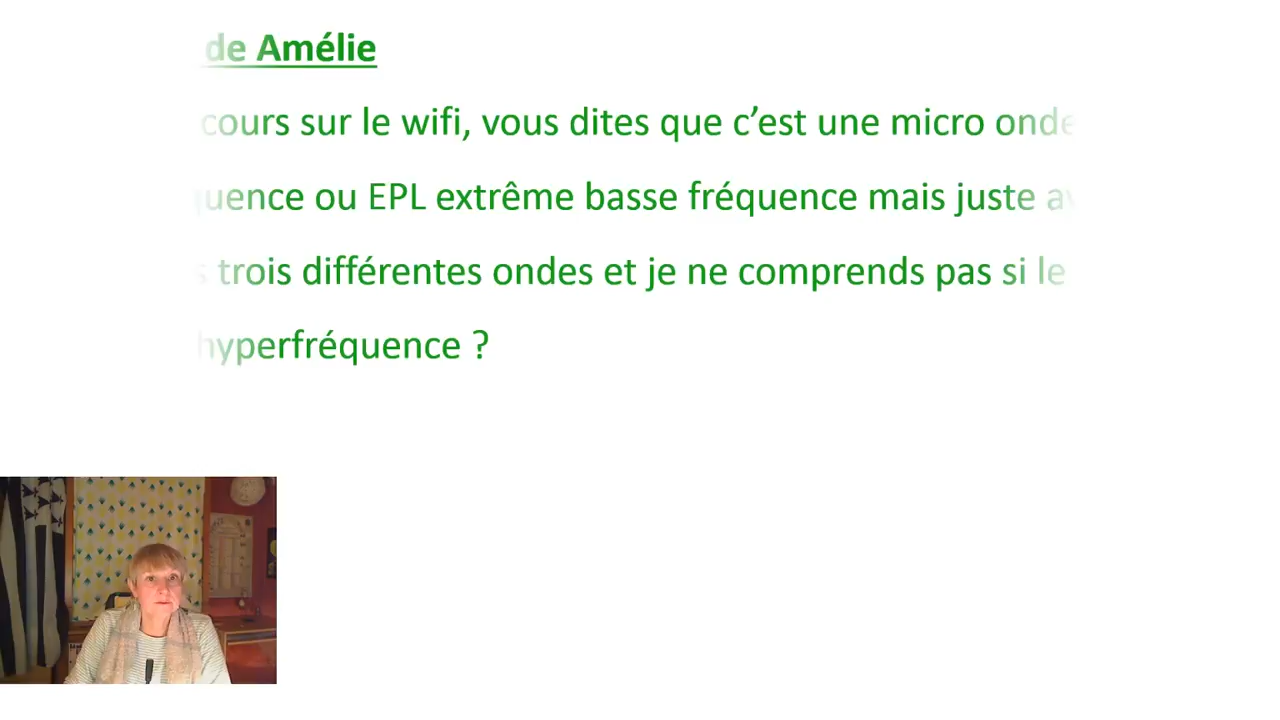 de Amélie
cours sur le wifi, vous dites que c’est une micro onde
ou EPL extrême basse fréquence mais juste
trois différentes ondes et je ne comprends pas si le
hyperfréquence ?